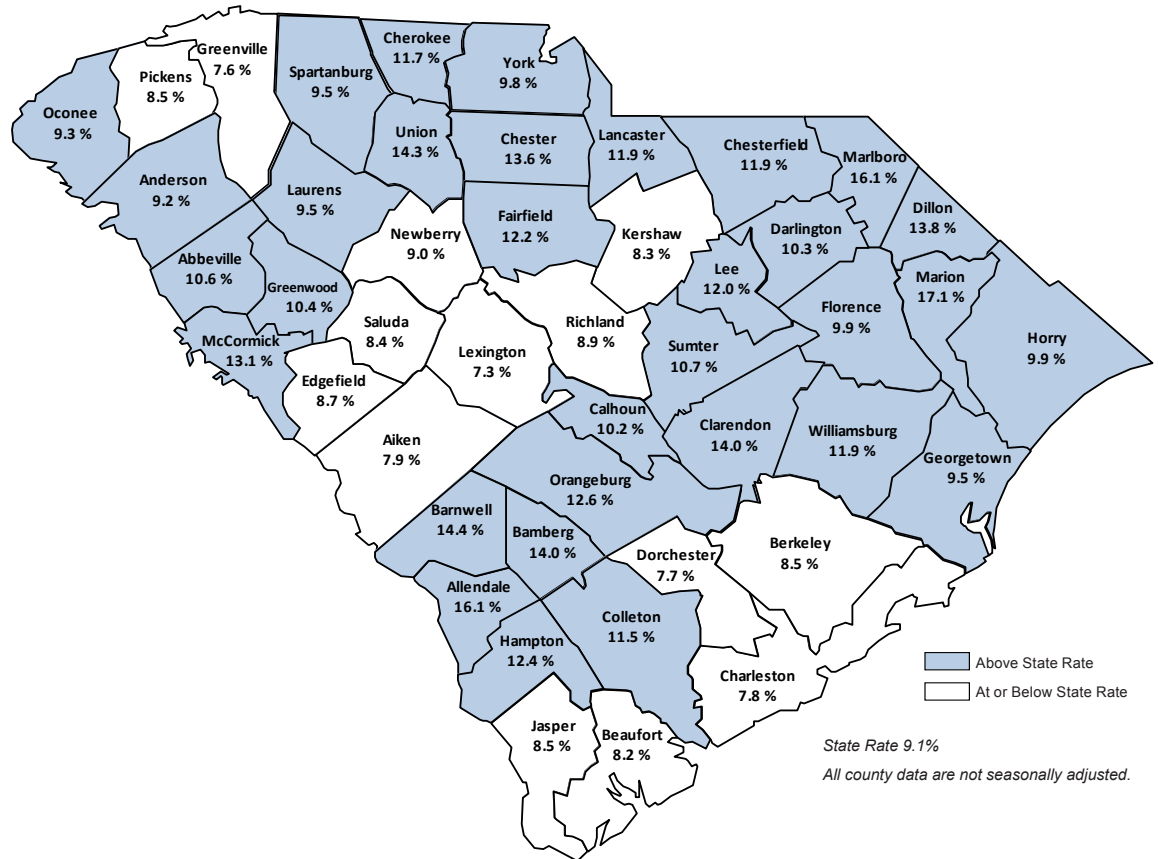 Greenville
7.6 %
Cherokee
11.7 %
York
9.8 %
Pickens
8.5 %
Spartanburg
9.5 %
Oconee
9.3 %
Union
14.3 %
Chester
13.6 %
Lancaster
11.9 %
Chesterfield
11.9 %
Marlboro
16.1 %
Anderson
9.2 %
Laurens
9.5 %
Dillon
13.8 %
Fairfield
12.2 %
Newberry
9.0 %
Kershaw
8.3 %
Darlington
10.3 %
Abbeville
10.6 %
Lee
12.0 %
Marion
17.1 %
Greenwood
10.4 %
Florence
9.9 %
Saluda
8.4 %
Richland
8.9 %
McCormick
13.1 %
Lexington
7.3 %
Sumter
10.7 %
Horry
9.9 %
Edgefield
8.7 %
Calhoun
10.2 %
Clarendon
14.0 %
Williamsburg
11.9 %
Aiken
7.9 %
Georgetown
9.5 %
Orangeburg
12.6 %
Barnwell
14.4 %
Bamberg
14.0 %
Berkeley
8.5 %
Dorchester
7.7 %
Allendale
16.1 %
Colleton
11.5 %
Hampton
12.4 %
Charleston
7.8 %
Jasper
8.5 %
Beaufort
8.2 %
Above State Rate
At or Below State Rate
State Rate 9.1%
All county data are not seasonally adjusted.